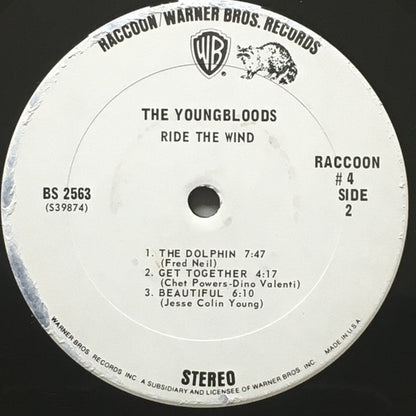 RACCOON/WARNER BROS. RECORDS
WB
THE YOUNGBLOODS
RIDE THE WIND
RACCOON
#4
BS 2563
SIDE
(S39874)
2
1. THE DOLPHIN 7:47
(Fred Neil)
2. GET TOGETHER 4:17
(Chet Powers-Dino Valenti)
3. BEAUTIFUL 6:10
(Jesse Colin Young)
STEREO
WARNER BROS. RECORDS INC. A SUBSIDIARY AND LICENSEE OF WARNER BROS. INC. MADE IN U.S.A.